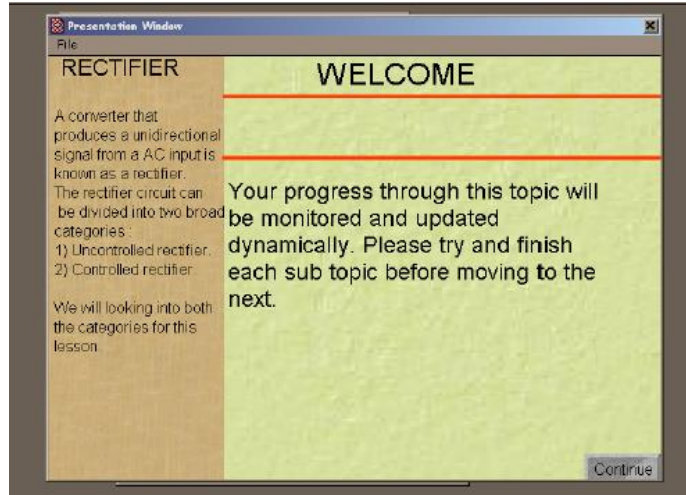 Presentation Window
File
RECTIFIER
A converter that
produces a unidirectional
signal from a AC input is
known as a rectifier.
The rectifier circuit can
be divided into two broad
categories :
1) Uncontrolled rectifier.
2) Controlled rectifier
We will looking into both
the categories for this
lesson
WELCOME
Your progress through this topic will
be monitored and updated
dynamically. Please try and finish
each sub topic before moving to the
next.
Continue